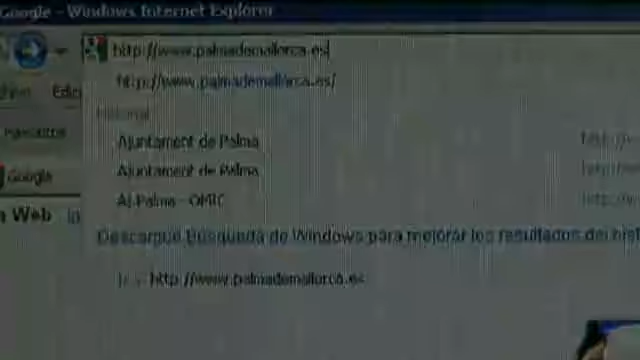 Google - Windows Internet Explorer
http://www.palmademallorca.es
http://www.palmademallorca.es/
Historial
Ajuntament de Palma
Ajuntament de Palma
Aj.Palma - OMIC
Google
Web
Descargue Búsqueda de Windows para mejorar los resultados del hist
http://www.palmademallorca.es